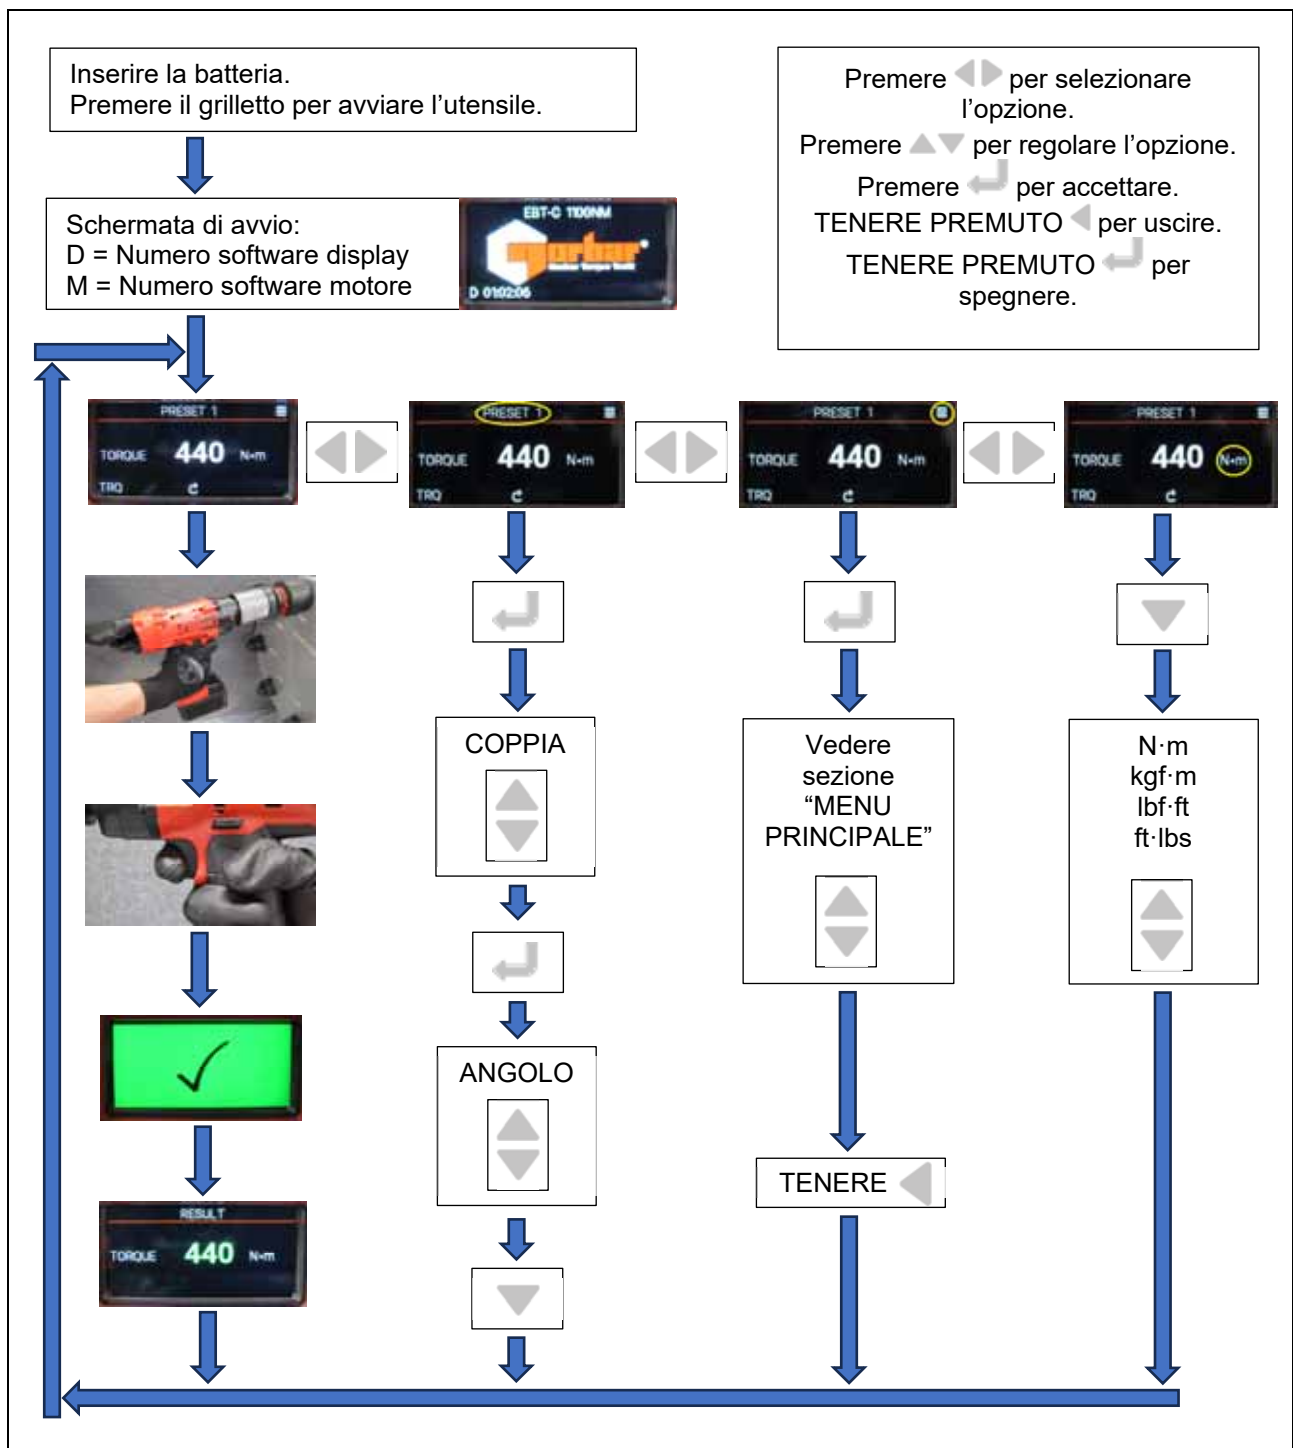 Inserire la batteria.
Premere il grilletto per avviare l’utensile.
Premere per selezionare
l’opzione.
Premere per regolare l’opzione.
Premere per accettare.
TENERE PREMUTO per uscire.
TENERE PREMUTO per
spegnere.
Schermata di avvio:
D = Numero software display
M = Numero software motore
EBT-C 1100NM
norbar
D 01:02:06
PRESET 1
TORQUE 440 N•m
TRQ
PRESET 1
TORQUE 440 N•m
TRQ
PRESET 1
TORQUE 440 N•m
TRQ
PRESET 1
TORQUE 440 N•m
TRQ
COPPIA
ANGOLO
Vedere
sezione
“MENU
PRINCIPALE”
TENERE
N·m
kgf·m
lbf·ft
ft·lbs
RESULT
TORQUE 440 N•m